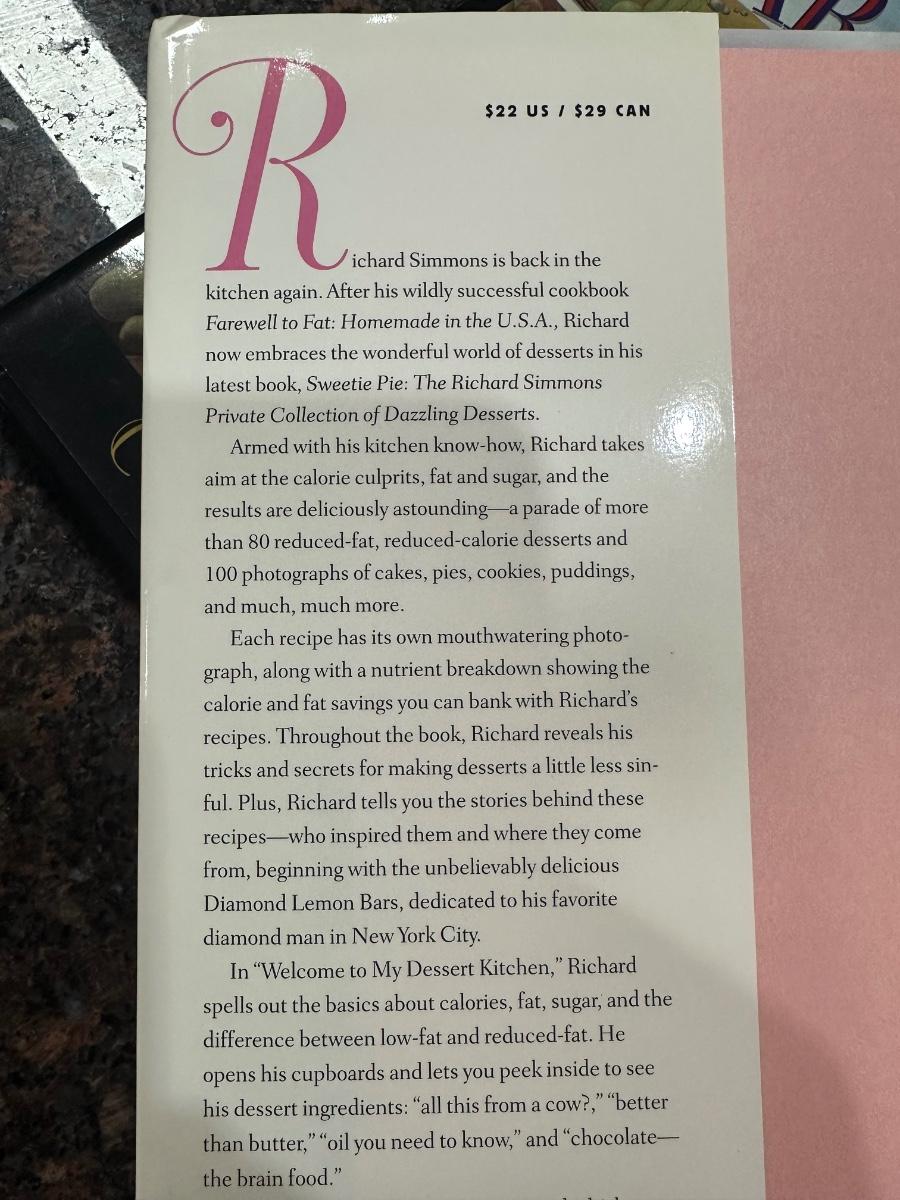 $22 US / $29 CAN
Richard Simmons is back in the
kitchen again. After his wildly successful cookbook
Farewell to Fat: Homemade in the U.S.A., Richard
now embraces the wonderful world of desserts in his
latest book, Sweetie Pie: The Richard Simmons
Private Collection of Dazzling Desserts.
Armed with his kitchen know-how, Richard takes
aim at the calorie culprits, fat and sugar, and the
results are deliciously astounding—a parade of more
than 80 reduced-fat, reduced-calorie desserts and
100 photographs of cakes, pies, cookies, puddings,
and much, much more.
Each recipe has its own mouthwatering photo-
graph, along with a nutrient breakdown showing the
calorie and fat savings you can bank with Richard's
recipes. Throughout the book, Richard reveals his
tricks and secrets for making desserts a little less sin-
ful. Plus, Richard tells you the stories behind these
recipes—who inspired them and where they come
from, beginning with the unbelievably delicious
Diamond Lemon Bars, dedicated to his favorite
diamond man in New York City.
In “Welcome to My Dessert Kitchen,” Richard
spells out the basics about calories, fat, sugar, and the
difference between low-fat and reduced-fat. He
opens his cupboards and lets you peek inside to see
his dessert ingredients: “all this from a cow?,” “better
than butter,” “oil you need to know,” and “chocolate—
the brain food.”